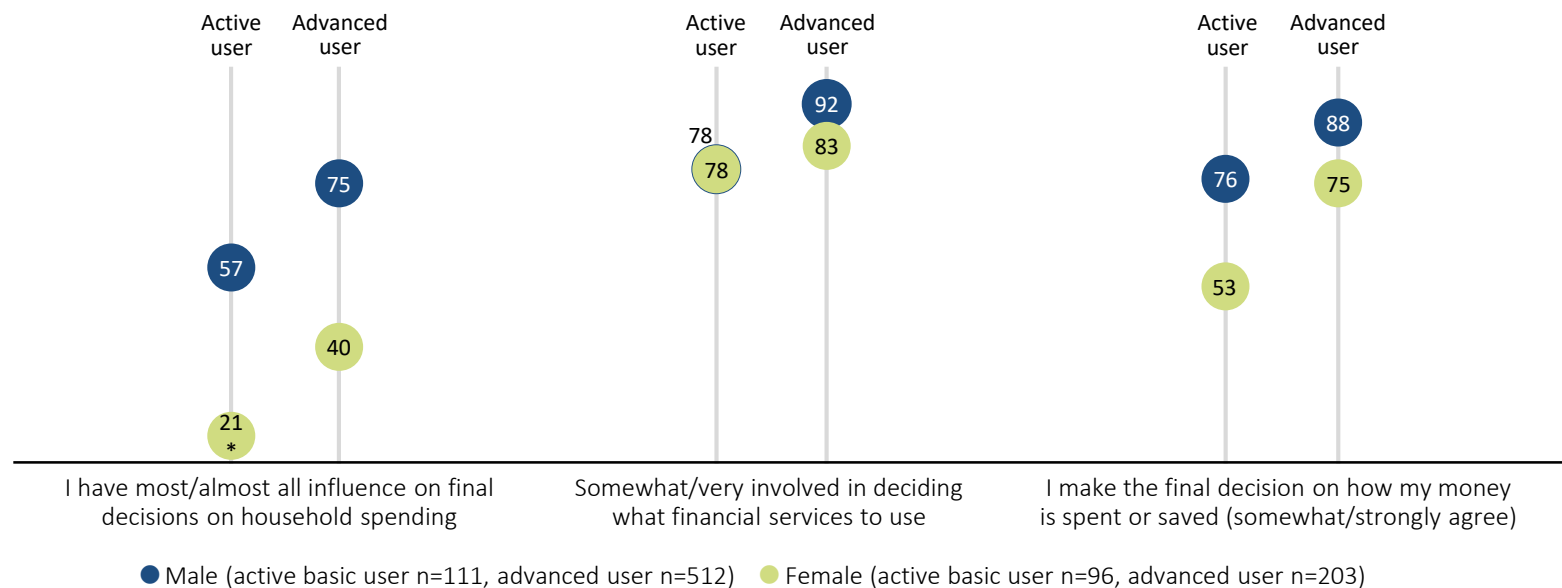 Active user
Advanced user
57
75
21
*
40
I have most/almost all influence on final
decisions on household spending
Active user
Advanced user
78
78
92
83
Somewhat/very involved in deciding
what financial services to use
Active user
Advanced user
76
88
53
75
I make the final decision on how my money
is spent or saved (somewhat/strongly agree)
Male (active basic user n=111, advanced user n=512)
Female (active basic user n=96, advanced user n=203)